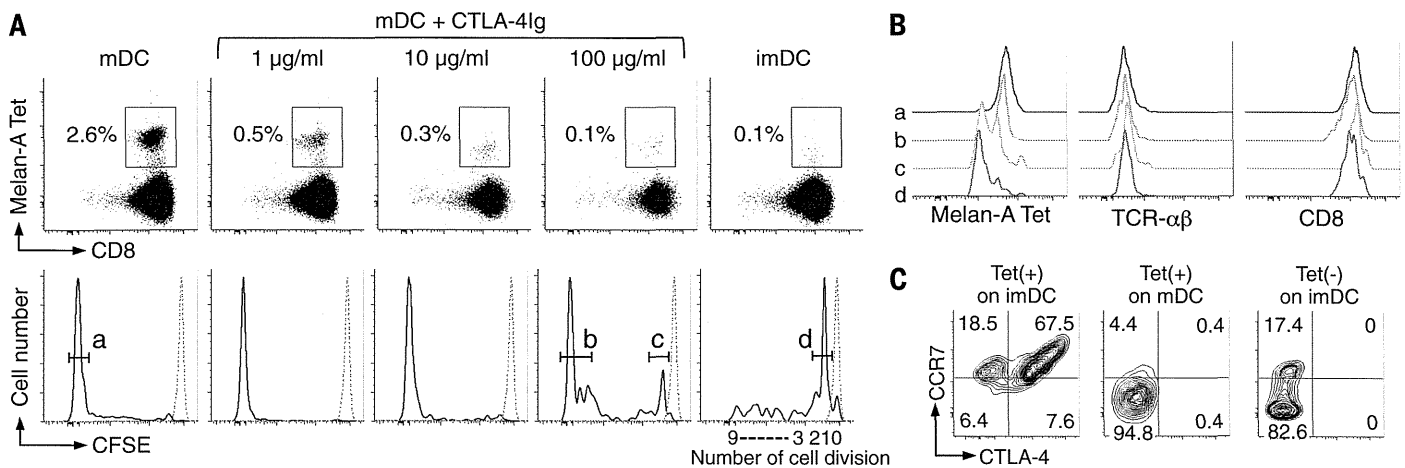 A
mDC + CTLA-4Ig
mDC
1 µg/ml
10 µg/ml
100 µg/ml
imDC
2.6%
0.5%
0.3%
0.1%
0.1%
Melan-A Tet
CD8
a
b
c
d
Cell number
CFSE
9------3 210
Number of cell division
B
a
b
c
d
Melan-A Tet
TCR-αβ
CD8
C
Tet(+)
on imDC
Tet(+)
on mDC
Tet(-)
on imDC
18.5
67.5
6.4
7.6
4.4
0.4
94.8
0.4
17.4
0
82.6
0
CCR7
CTLA-4